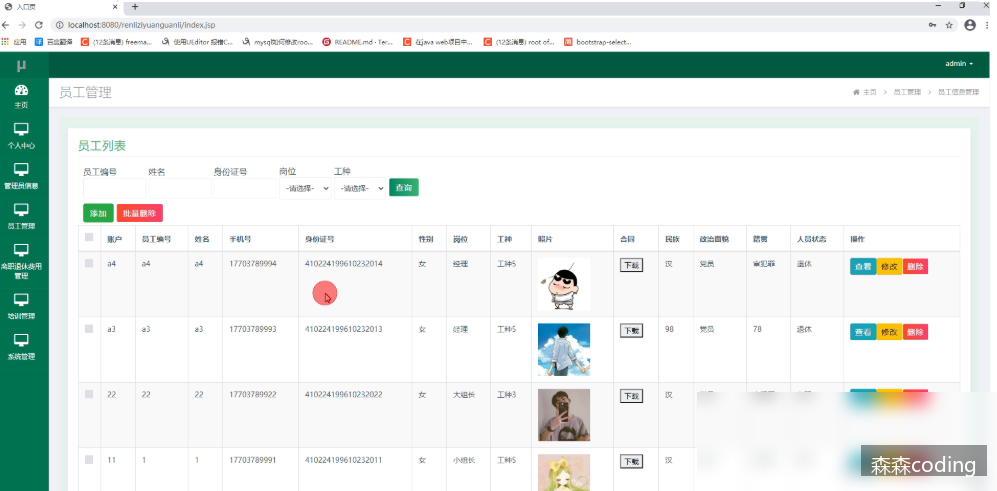 入口页
localhost:8080/renliziyuanguanli/index.jsp
应用 百度翻译 (12条消息) freema... 使用UEditor 报错C... mysql如何修改roo... README.md · Ter... 在java web项目中... (12条消息) root of... bootstrap-select...
μ
admin
主页
个人中心
管理员信息
员工管理
离职退休费用
管理
培训管理
系统管理
员工管理
主页 > 员工管理 > 员工信息管理
员工列表
员工编号 姓名 身份证号 岗位 工种
-请选择- -请选择- 查询
添加 批量删除
账户 员工编号 姓名 手机号 身份证号 性别 岗位 工种 照片 合同 民族 政治面貌 籍贯 人员状态 操作
a4 a4 a4 17703789994 410224199610232014 女 经理 工种5 下载 汉 党员 退休 查看 修改 删除
a3 a3 a3 17703789993 410224199610232013 女 经理 工种5 下载 98 党员 78 退休 查看 修改 删除
22 22 22 17703789922 410224199610232022 女 大组长 工种3 下载 汉
11 1 1 17703789991 410224199610232011 女 小组长 工种5 下载 汉
森森coding